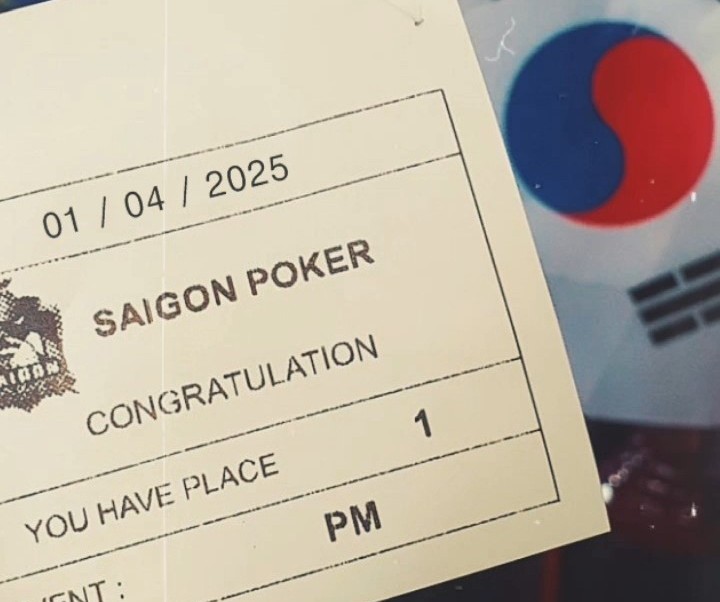 01 / 04 / 2025
SAIGON POKER
CONGRATULATION
YOU HAVE PLACE 1
PM